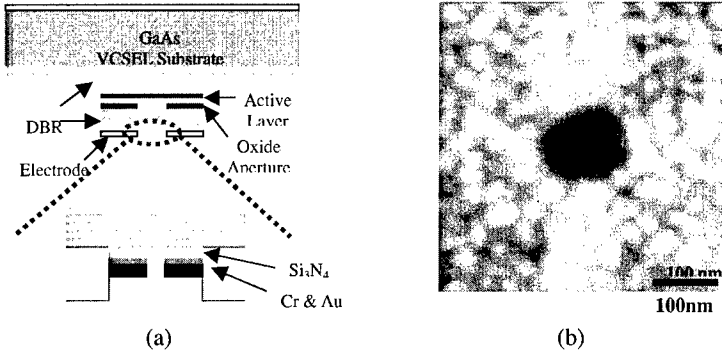 GaAs
VCSEL Substrate
Active
Layer
DBR
Oxide
Aperture
Electrode
Si₃N₄
Cr & Au
100 nm
100nm
(a)
(b)